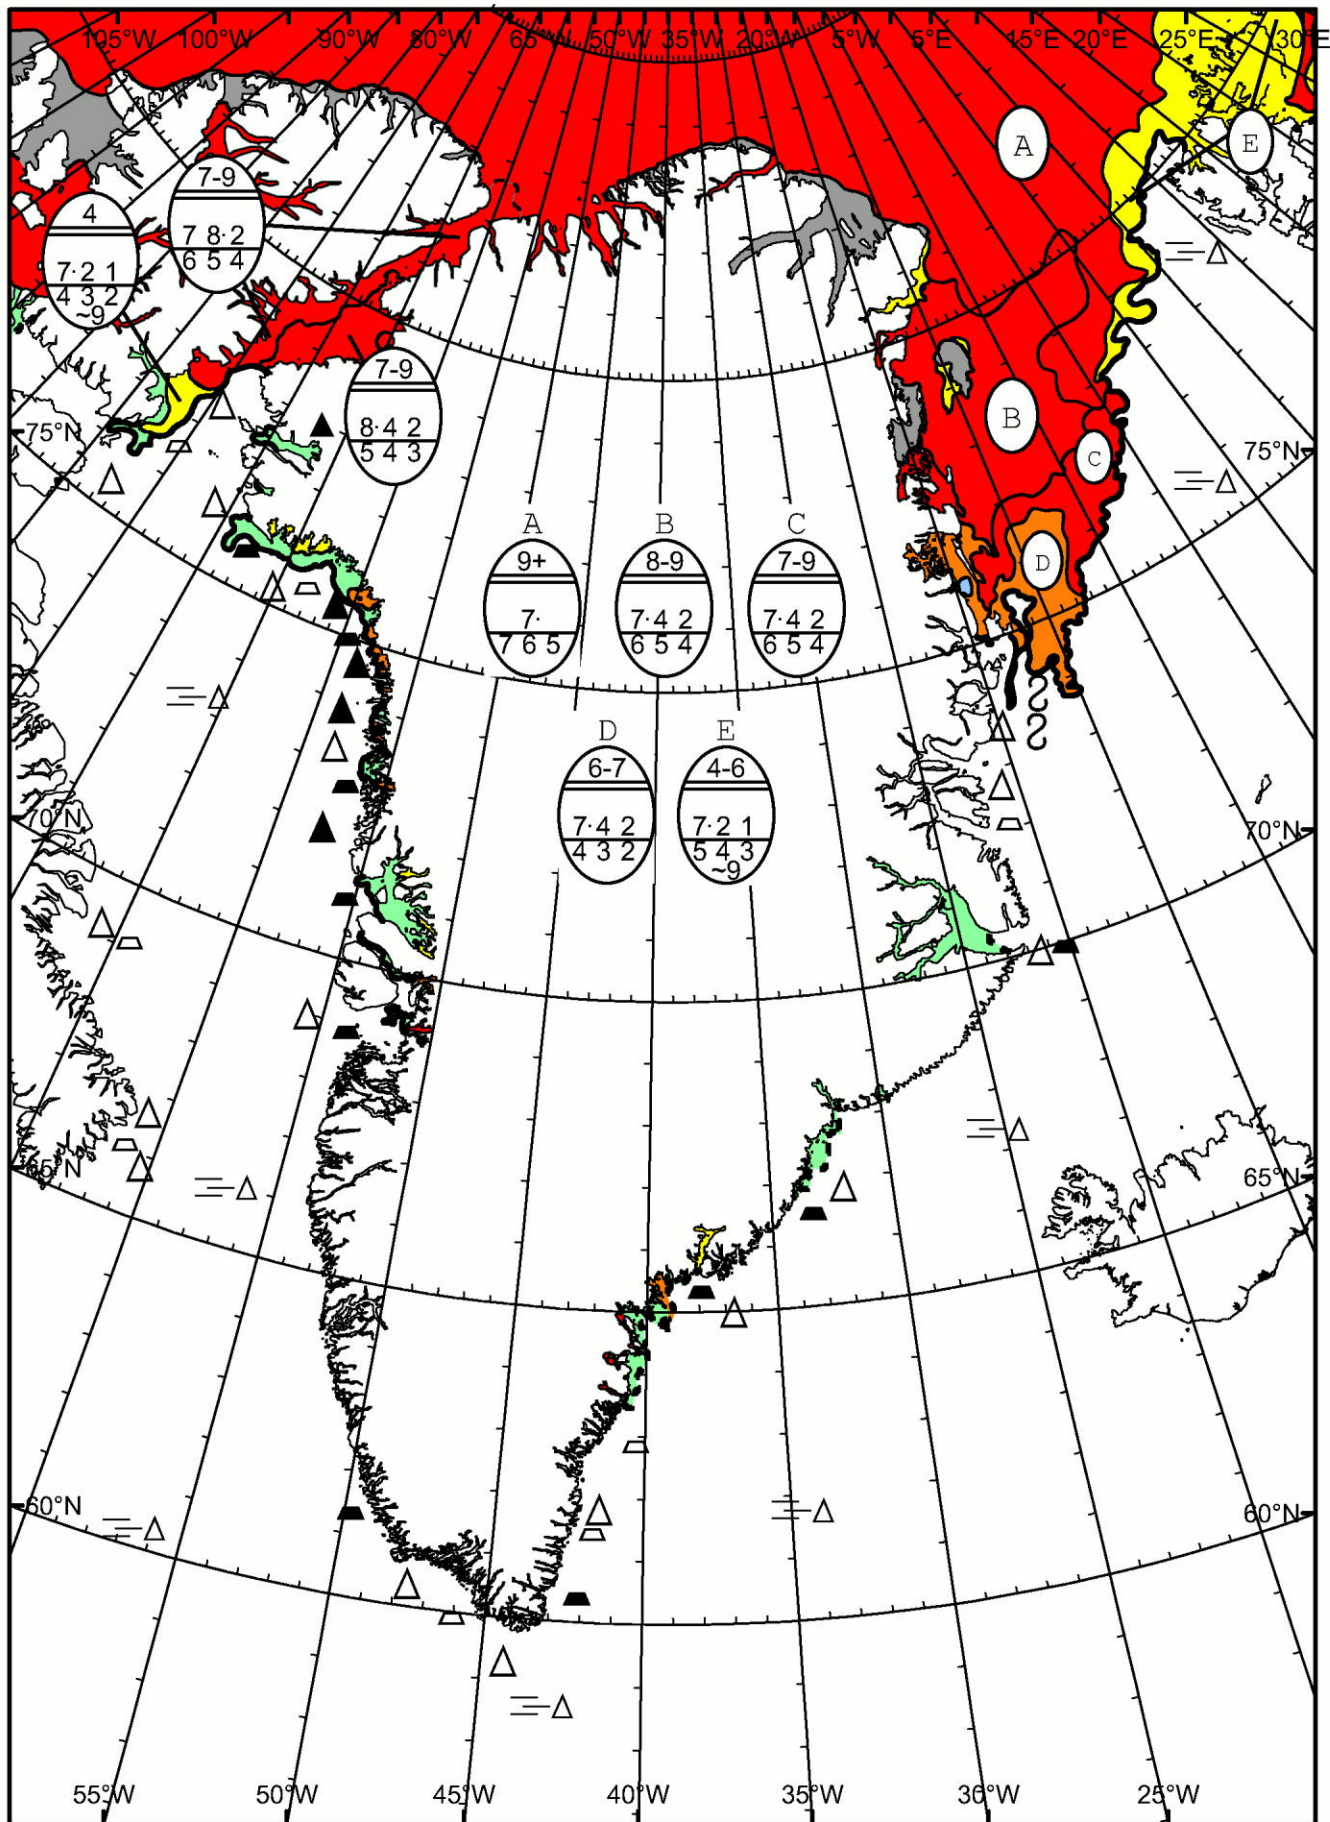 105°W 100°W 90°W 80°W 65°W 50°W 35°W 20°W 5°W 5°E 15°E 20°E 25°E 30°E
A
E
7-9
7 8· 2
6 5 4
4
7· 2 1
4 3 2
~9
7-9
8· 4 2
5 4 3
B
C
75°N
75°N
A B C
9+ 8-9 7-9
7· 7· 4 2 7· 4 2
7 6 5 6 5 4 6 5 4
D
D E
6-7 4-6
7· 4 2 7· 2 1
4 3 2 5 4 3
~9
70°N
70°N
65°N
65°N
60°N
60°N
55°W 50°W 45°W 40°W 35°W 30°W 25°W